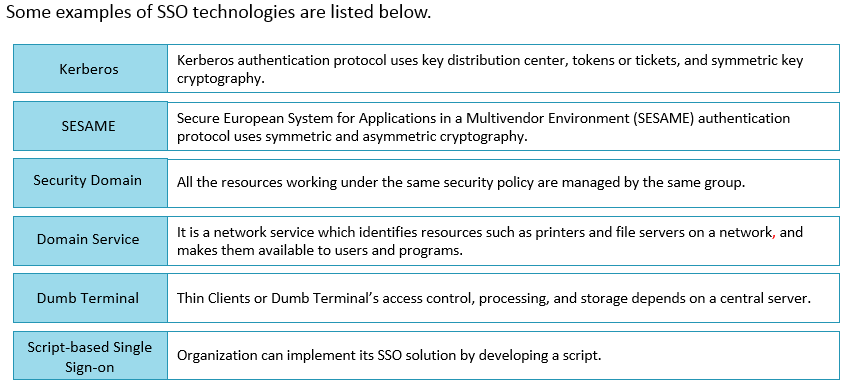 Some examples of SSO technologies are listed below.
Kerberos
Kerberos authentication protocol uses key distribution center, tokens or tickets, and symmetric key
cryptography.
SESAME
Secure European System for Applications in a Multivendor Environment (SESAME) authentication
protocol uses symmetric and asymmetric cryptography.
Security Domain
All the resources working under the same security policy are managed by the same group.
Domain Service
It is a network service which identifies resources such as printers and file servers on a network, and
makes them available to users and programs.
Dumb Terminal
Thin Clients or Dumb Terminal’s access control, processing, and storage depends on a central server.
Script-based Single
Sign-on
Organization can implement its SSO solution by developing a script.